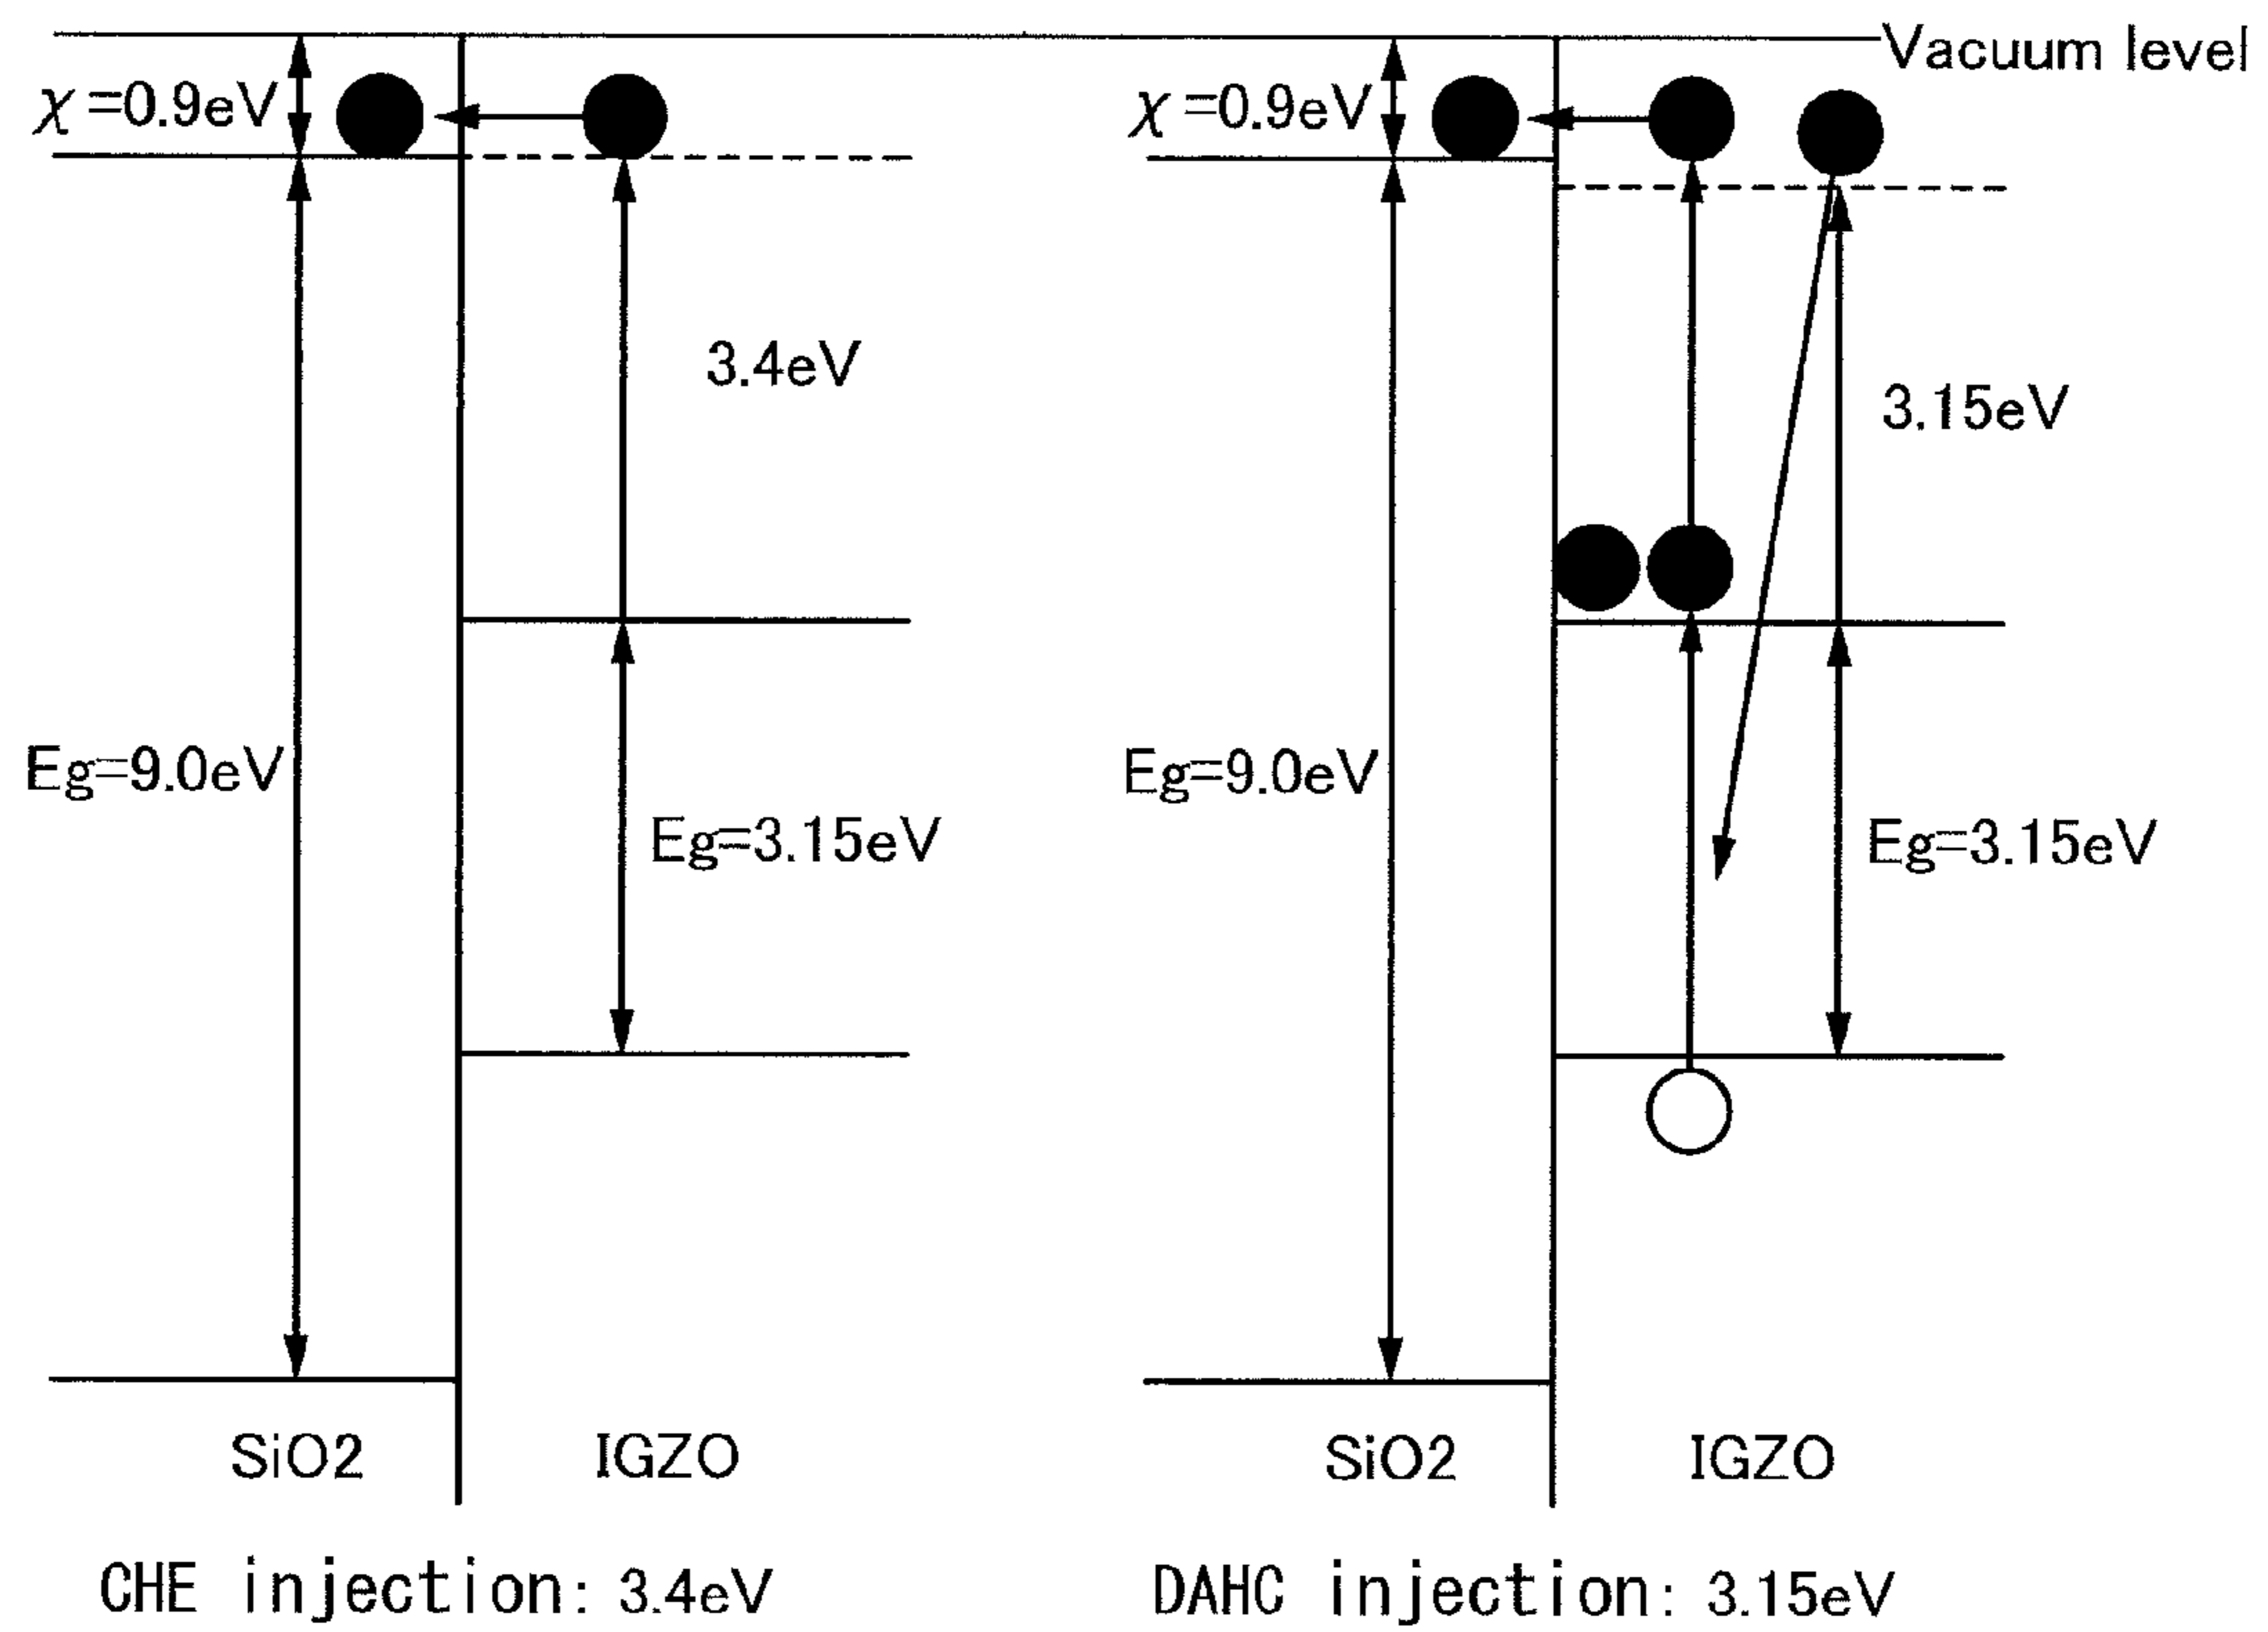 Vacuum level
χ=0.9eV
χ=0.9eV
3.4eV
3.15eV
Eg=9.0eV
Eg=3.15eV
Eg=9.0eV
Eg=3.15eV
SiO2
IGZO
SiO2
IGZO
CHE injection: 3.4eV
DAHC injection: 3.15eV